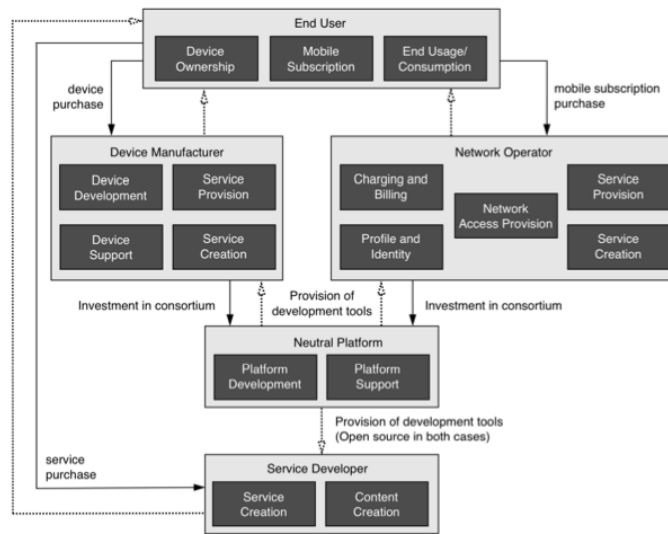 End User
Device
Ownership
Mobile
Subscription
End Usage/
Consumption
device
purchase
mobile subscription
purchase
Device Manufacturer
Device
Development
Service
Provision
Device
Support
Service
Creation
Network Operator
Charging and
Billing
Service
Provision
Network
Access Provision
Profile and
Identity
Service
Creation
Investment in consortium
Provision of
development tools
Investment in consortium
Neutral Platform
Platform
Development
Platform
Support
Provision of development tools
(Open source in both cases)
service
purchase
Service Developer
Service
Creation
Content
Creation